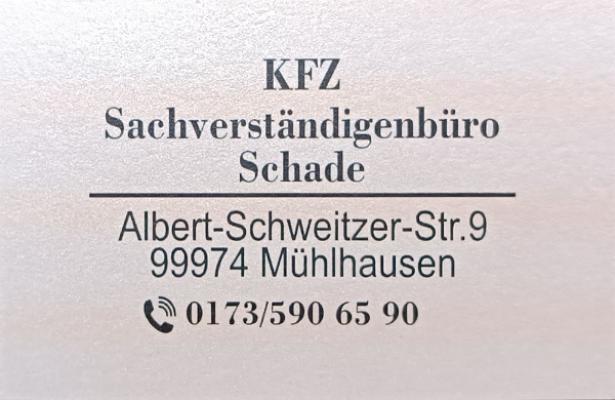 KFZ
Sachverständigenbüro
Schade
Albert-Schweitzer-Str.9
99974 Mühlhausen
0173/590 65 90